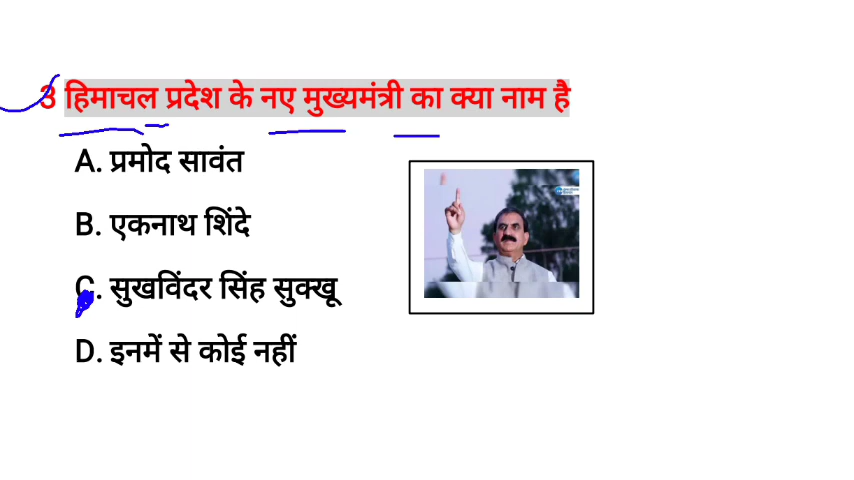 3 हिमाचल प्रदेश के नए मुख्यमंत्री का क्या नाम है
A. प्रमोद सावंत
B. एकनाथ शिंदे
C. सुखविंदर सिंह सुक्खू
D. इनमें से कोई नहीं